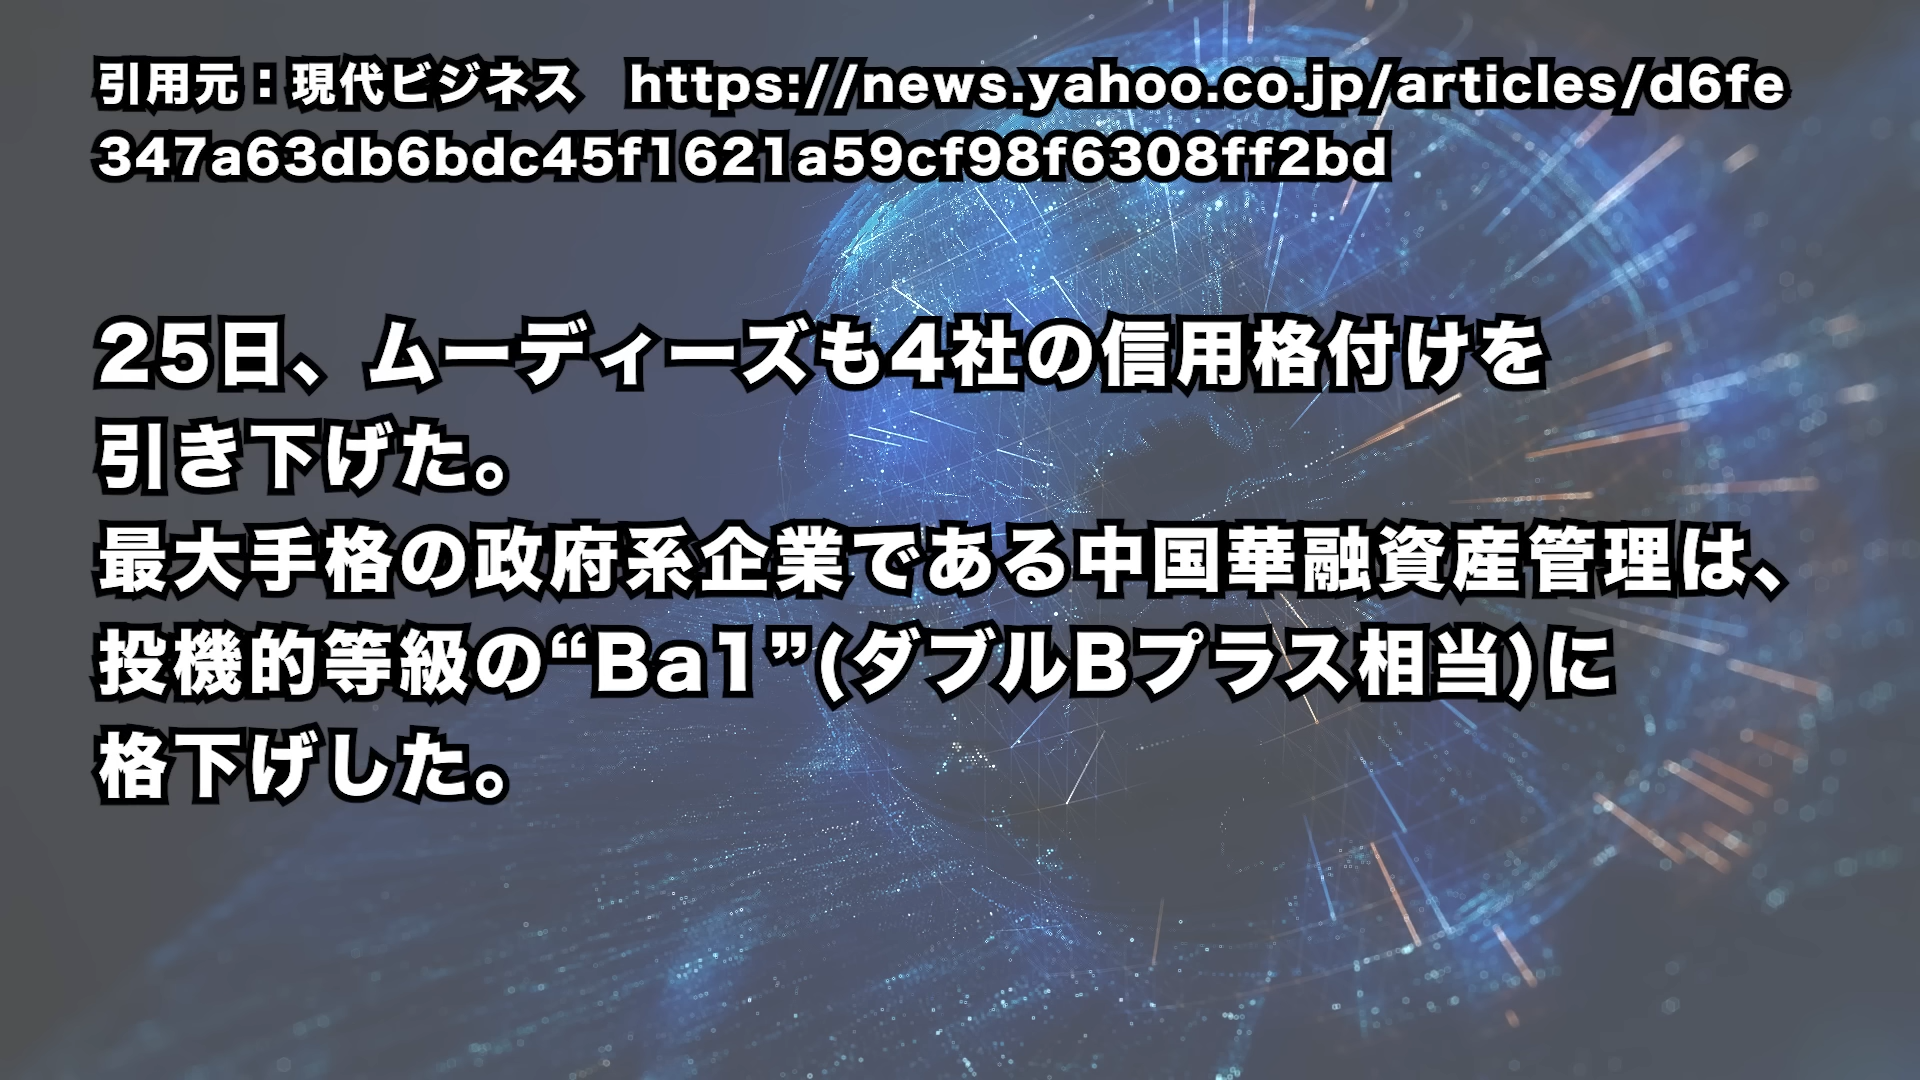 引用元：現代ビジネス　https://news.yahoo.co.jp/articles/d6fe
347a63db6bdc45f1621a59cf98f6308ff2bd
25日、ムーディーズも4社の信用格付けを
引き下げた。
最大手格の政府系企業である中国華融資産管理は、
投機的等級の“Ba1”(ダブルBプラス相当)に
格下げした。